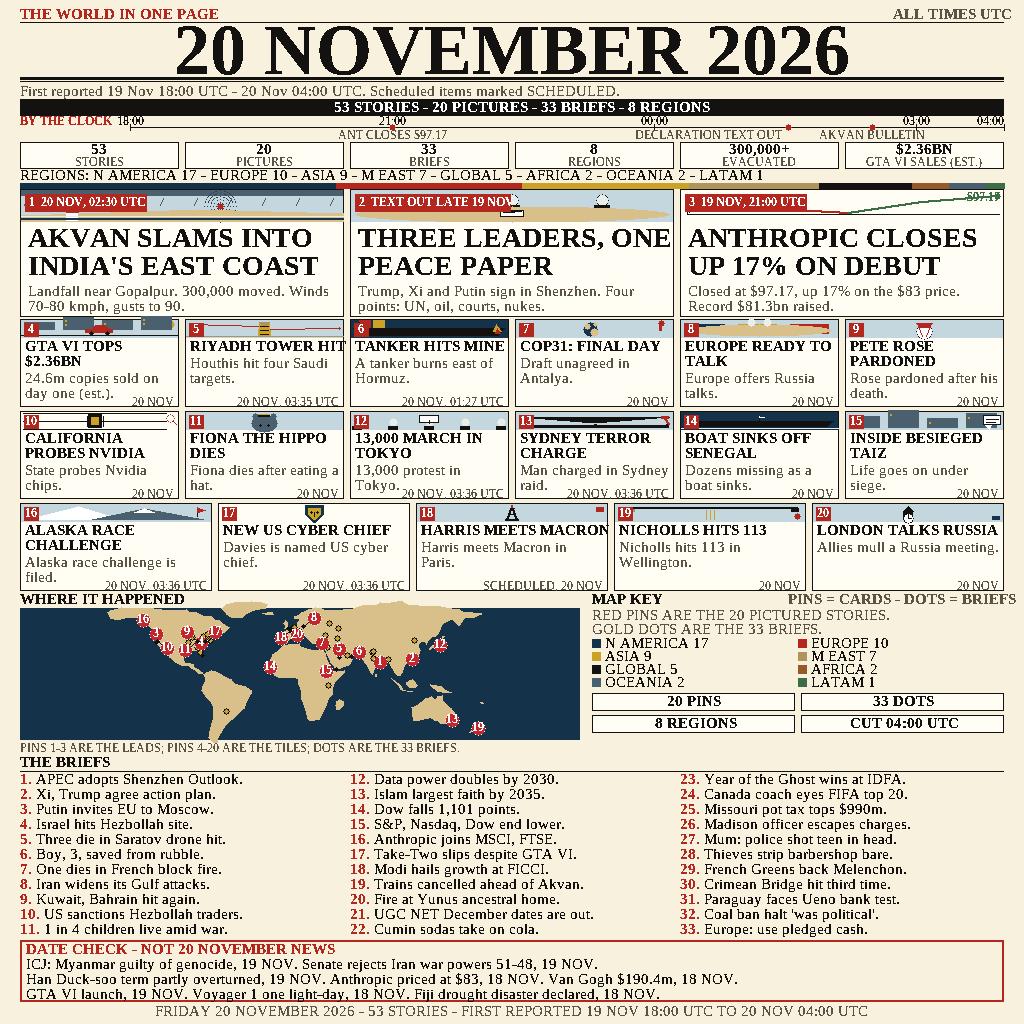 THE WORLD IN ONE PAGE
ALL TIMES UTC
20 NOVEMBER 2026
First reported 19 Nov 18:00 UTC - 20 Nov 04:00 UTC. Scheduled items marked SCHEDULED.
53 STORIES - 20 PICTURES - 33 BRIEFS - 8 REGIONS
BY THE CLOCK 18:00 21:00 00:00 03:00 04:00
ANT CLOSES $97.17 DECLARATION TEXT OUT AKVAN BULLETIN
53
STORIES
20
PICTURES
33
BRIEFS
8
REGIONS
300,000+
EVACUATED
$2.36BN
GTA VI SALES (EST.)
REGIONS: N AMERICA 17 - EUROPE 10 - ASIA 9 - M EAST 7 - GLOBAL 5 - AFRICA 2 - OCEANIA 2 - LATAM 1
1 20 NOV, 02:30 UTC
AKVAN SLAMS INTO
INDIA'S EAST COAST
Landfall near Gopalpur. 300,000 moved. Winds
70-80 kmph, gusts to 90.
2 TEXT OUT LATE 19 NOV
THREE LEADERS, ONE
PEACE PAPER
Trump, Xi and Putin sign in Shenzhen. Four
points: UN, oil, courts, nukes.
3 19 NOV, 21:00 UTC
$97.17
ANTHROPIC CLOSES
UP 17% ON DEBUT
Closed at $97.17, up 17% on the $83 price.
Record $81.3bn raised.
4
GTA VI TOPS
$2.36BN
24.6m copies sold on
day one (est.).
20 NOV
5
RIYADH TOWER HIT
Houthis hit four Saudi
targets.
20 NOV, 03:35 UTC
6
TANKER HITS MINE
A tanker burns east of
Hormuz.
20 NOV, 01:27 UTC
7
COP31: FINAL DAY
Draft unagreed in
Antalya.
20 NOV
8
EUROPE READY TO
TALK
Europe offers Russia
talks.
20 NOV
9
PETE ROSE
PARDONED
Rose pardoned after his
death.
20 NOV
10
CALIFORNIA
PROBES NVIDIA
State probes Nvidia
chips.
20 NOV
11
FIONA THE HIPPO
DIES
Fiona dies after eating a
hat.
20 NOV
12
13,000 MARCH IN
TOKYO
13,000 protest in
Tokyo.
20 NOV, 03:36 UTC
13
SYDNEY TERROR
CHARGE
Man charged in Sydney
raid.
20 NOV, 03:36 UTC
14
BOAT SINKS OFF
SENEGAL
Dozens missing as a
boat sinks.
20 NOV
15
INSIDE BESIEGED
TAIZ
Life goes on under
siege.
20 NOV
16
ALASKA RACE
CHALLENGE
Alaska race challenge is
filed.
20 NOV, 03:36 UTC
17
NEW US CYBER CHIEF
Davies is named US cyber
chief.
20 NOV, 03:36 UTC
18
HARRIS MEETS MACRON
Harris meets Macron in
Paris.
SCHEDULED, 20 NOV
19
NICHOLLS HITS 113
Nicholls hits 113 in
Wellington.
20 NOV
20
LONDON TALKS RUSSIA
Allies mull a Russia meeting.
20 NOV
WHERE IT HAPPENED
16
3
10
9
11
4
17
14
18
20
8
7
5
6
15
1
2
12
13
19
PINS 1-3 ARE THE LEADS; PINS 4-20 ARE THE TILES; DOTS ARE THE 33 BRIEFS.
MAP KEY
PINS = CARDS - DOTS = BRIEFS
RED PINS ARE THE 20 PICTURED STORIES.
GOLD DOTS ARE THE 33 BRIEFS.
N AMERICA 17
EUROPE 10
ASIA 9
M EAST 7
GLOBAL 5
AFRICA 2
OCEANIA 2
LATAM 1
20 PINS
33 DOTS
8 REGIONS
CUT 04:00 UTC
THE BRIEFS
1. APEC adopts Shenzhen Outlook.
2. Xi, Trump agree action plan.
3. Putin invites EU to Moscow.
4. Israel hits Hezbollah site.
5. Three die in Saratov drone hit.
6. Boy, 3, saved from rubble.
7. One dies in French block fire.
8. Iran widens its Gulf attacks.
9. Kuwait, Bahrain hit again.
10. US sanctions Hezbollah traders.
11. 1 in 4 children live amid war.
12. Data power doubles by 2030.
13. Islam largest faith by 2035.
14. Dow falls 1,101 points.
15. S&P, Nasdaq, Dow end lower.
16. Anthropic joins MSCI, FTSE.
17. Take-Two slips despite GTA VI.
18. Modi hails growth at FICCI.
19. Trains cancelled ahead of Akvan.
20. Fire at Yunus ancestral home.
21. UGC NET December dates are out.
22. Cumin sodas take on cola.
23. Year of the Ghost wins at IDFA.
24. Canada coach eyes FIFA top 20.
25. Missouri pot tax tops $990m.
26. Madison officer escapes charges.
27. Mum: police shot teen in head.
28. Thieves strip barbershop bare.
29. French Greens back Melenchon.
30. Crimean Bridge hit third time.
31. Paraguay faces Ueno bank test.
32. Coal ban halt 'was political'.
33. Europe: use pledged cash.
DATE CHECK - NOT 20 NOVEMBER NEWS
ICJ: Myanmar guilty of genocide, 19 NOV. Senate rejects Iran war powers 51-48, 19 NOV.
Han Duck-soo term partly overturned, 19 NOV. Anthropic priced at $83, 18 NOV. Van Gogh $190.4m, 18 NOV.
GTA VI launch, 19 NOV. Voyager 1 one light-day, 18 NOV. Fiji drought disaster declared, 18 NOV.
FRIDAY 20 NOVEMBER 2026 - 53 STORIES - FIRST REPORTED 19 NOV 18:00 UTC TO 20 NOV 04:00 UTC